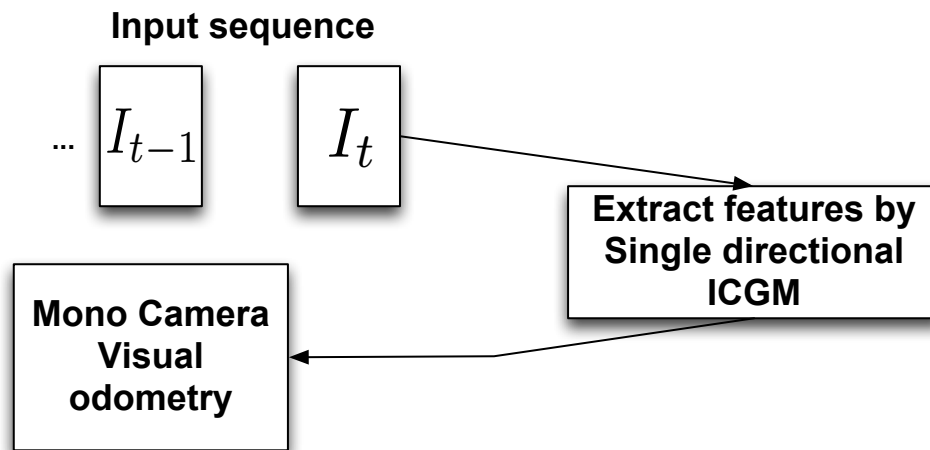 Input sequence
... I_{t-1} I_t
Extract features by
Single directional
ICGM
Mono Camera
Visual
odometry